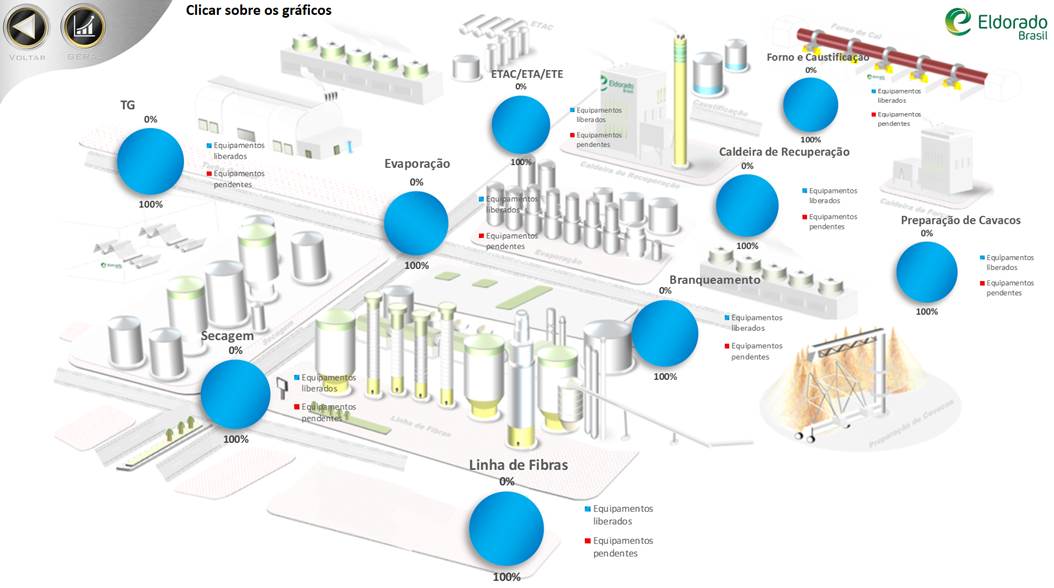 Clicar sobre os gráficos
VOLTAR
GERAL
Eldorado
Brasil
ETAC
Forno de Cal
ETAC/ETA/ETE
0%
100%
Equipamentos
liberados
Equipamentos
pendentes
Forno e Caustificação
0%
100%
Equipamentos
liberados
Equipamentos
pendentes
Eldorado
Brasil
Caustificação
TG
0%
100%
Equipamentos
liberados
Equipamentos
pendentes
Evaporação
0%
100%
Equipamentos
liberados
Equipamentos
pendentes
Caldeira de Recuperação
Caldeira de Recuperação
0%
100%
Equipamentos
liberados
Equipamentos
pendentes
Preparação de Cavacos
0%
100%
Equipamentos
liberados
Equipamentos
pendentes
Evaporação
Branqueamento
0%
100%
Equipamentos
liberados
Equipamentos
pendentes
Secagem
Secagem
0%
100%
Equipamentos
liberados
Equipamentos
pendentes
Linha de Fibras
Preparação de Cavacos
Linha de Fibras
0%
100%
Equipamentos
liberados
Equipamentos
pendentes